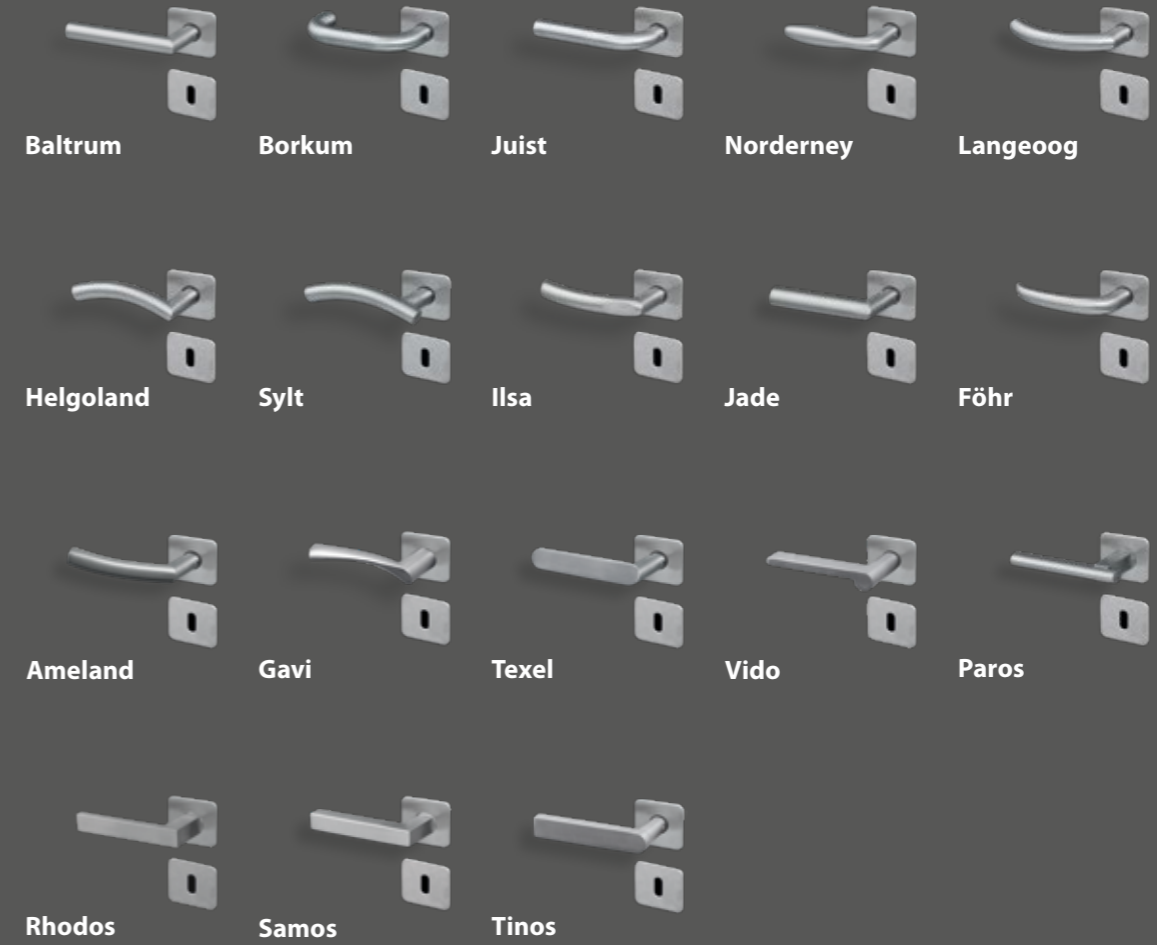 Baltrum
Borkum
Juist
Norderney
Langeoog
Helgoland
Sylt
Ilsa
Jade
Föhr
Ameland
Gavi
Texel
Vido
Paros
Rhodos
Samos
Tinos